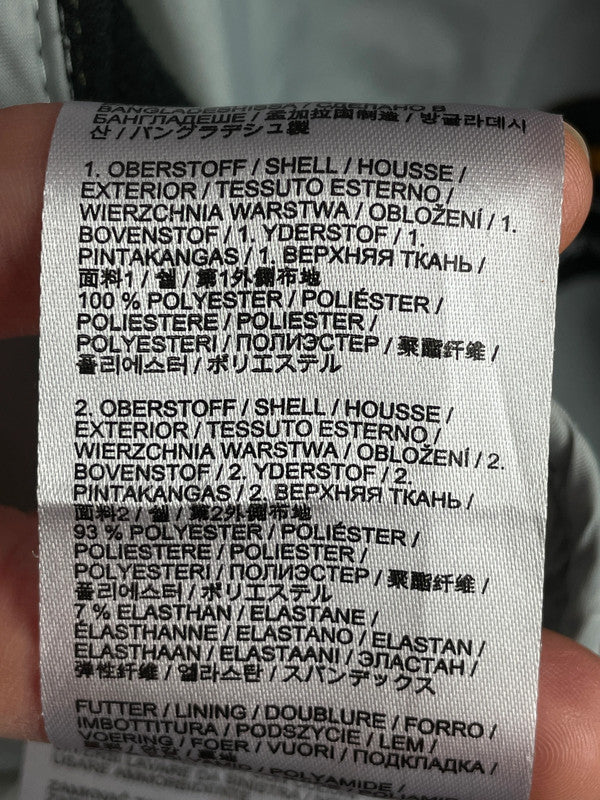 BANGLADESHISSA / СДЕЛАНО В
БАНГЛАДЕШЕ / 孟加拉国制造 / 방글라데시
산 / バングラデシュ製
1. OBERSTOFF / SHELL / HOUSSE /
EXTERIOR / TESSUTO ESTERNO /
WIERZCHNIA WARSTWA / OBLOŽENÍ / 1.
BOVENSTOF / 1. YDERSTOF / 1.
PINTAKANGAS / 1. ВЕРХНЯЯ ТКАНЬ /
面料1 / 쉘 / 第1外側布地
100 % POLYESTER / POLIÉSTER /
POLIESTERE / POLIESTER /
POLYESTERI / ПОЛИЭСТЕР / 聚酯纤维 /
폴리에스터 / ポリエステル
2. OBERSTOFF / SHELL / HOUSSE /
EXTERIOR / TESSUTO ESTERNO /
WIERZCHNIA WARSTWA / OBLOŽENÍ / 2.
BOVENSTOF / 2. YDERSTOF / 2.
PINTAKANGAS / 2. ВЕРХНЯЯ ТКАНЬ /
面料2 / 쉘 / 第2外側布地
93 % POLYESTER / POLIÉSTER /
POLIESTERE / POLIESTER /
POLYESTERI / ПОЛИЭСТЕР / 聚酯纤维 /
폴리에스터 / ポリエステル
7 % ELASTHAN / ELASTANE /
ÉLASTHANNE / ELASTANO / ELASTAN /
ELASTHAAN / ELASTAANI / ЭЛАСТАН /
弹性纤维 / 엘라스탄 / スパンデックス
FUTTER / LINING / DOUBLURE / FORRO /
IMBOTTITURA / PODSZYCIE / LEM /
VOERING / FOER / VUORI / ПОДКЛАДКА /
POLYAMIDE /